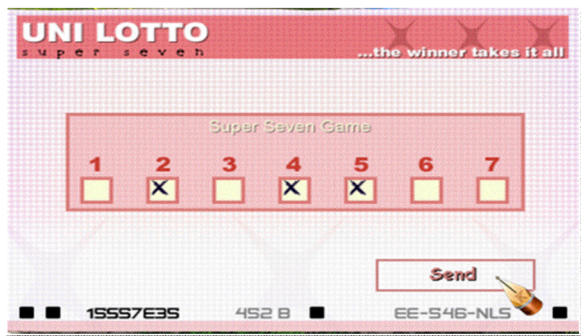 UNI LOTTO
super seven
...the winner takes it all
Super Seven Game
1 2 3 4 5 6 7
Send
15557E35 452 B EE-546-NLS